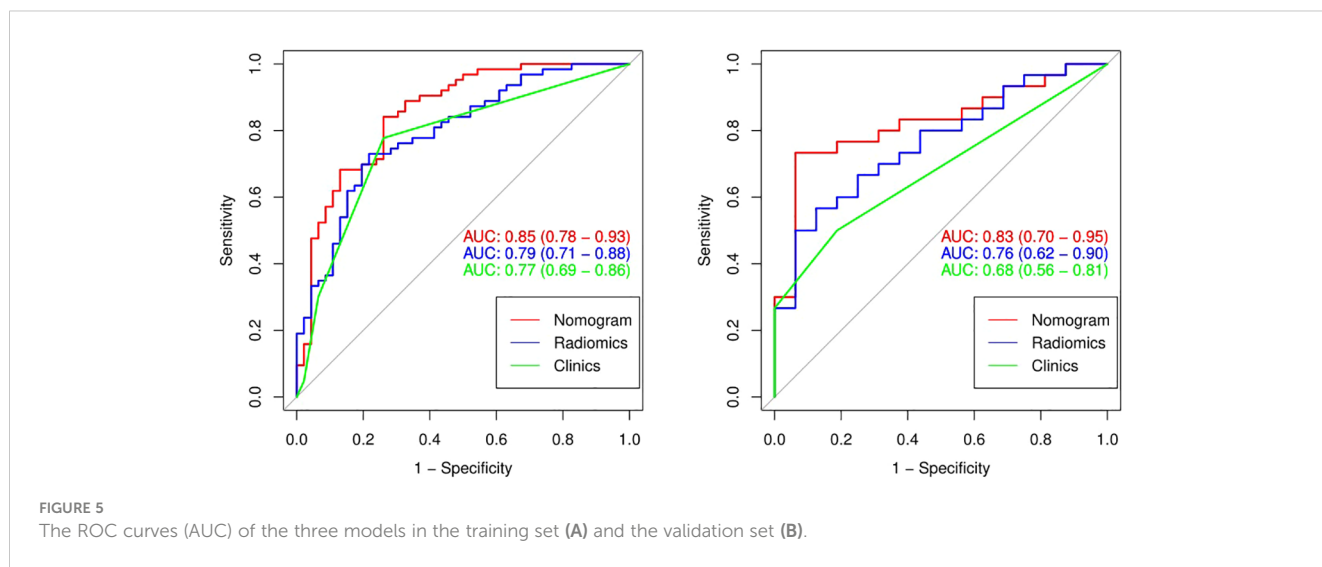 1.0
0.8
0.6
0.4
0.2
0.0
Sensitivity
0.0 0.2 0.4 0.6 0.8 1.0
1 − Specificity
AUC: 0.85 (0.78 − 0.93)
AUC: 0.79 (0.71 − 0.88)
AUC: 0.77 (0.69 − 0.86)
Nomogram
Radiomics
Clinics
1.0
0.8
0.6
0.4
0.2
0.0
Sensitivity
0.0 0.2 0.4 0.6 0.8 1.0
1 − Specificity
AUC: 0.83 (0.70 − 0.95)
AUC: 0.76 (0.62 − 0.90)
AUC: 0.68 (0.56 − 0.81)
Nomogram
Radiomics
Clinics
FIGURE 5
The ROC curves (AUC) of the three models in the training set (A) and the validation set (B).